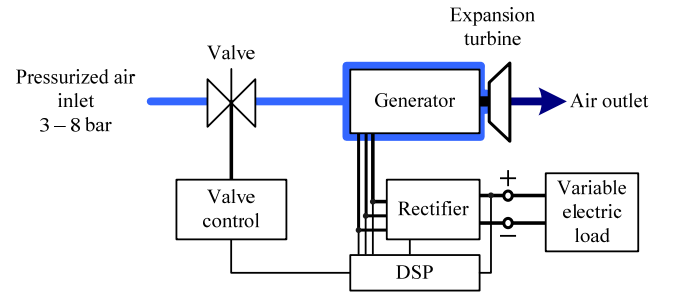 Expansion
turbine
Valve
Pressurized air
inlet
3 – 8 bar
Generator
Air outlet
Valve
control
Rectifier
+
–
Variable
electric
load
DSP